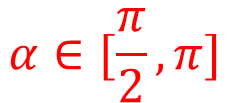 α ∈ [π/2, π]